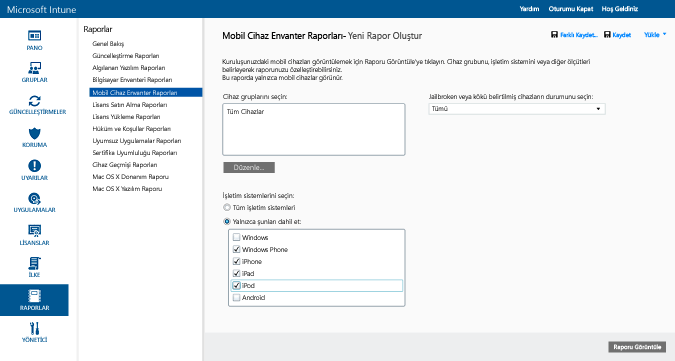 Microsoft Intune
Yardım Oturumu Kapat Hoş Geldiniz
PANO
GRUPLAR
GÜNCELLEŞTİRMELER
KORUMA
UYARILAR
UYGULAMALAR
LİSANSLAR
İLKE
RAPORLAR
YÖNETİCİ
Raporlar
Genel Bakış
Güncelleştirme Raporları
Algılanan Yazılım Raporları
Bilgisayar Envanteri Raporları
Mobil Cihaz Envanter Raporları
Lisans Satın Alma Raporları
Lisans Yükleme Raporları
Hüküm ve Koşullar Raporları
Uyumsuz Uygulamalar Raporları
Sertifika Uyumluluğu Raporları
Cihaz Geçmişi Raporları
Mac OS X Donanım Raporu
Mac OS X Yazılım Raporu
Mobil Cihaz Envanter Raporları- Yeni Rapor Oluştur
Farklı Kaydet... Kaydet Yükle
Kuruluşunuzdaki mobil cihazları görüntülemek için Raporu Görüntüle'ye tıklayın. Cihaz grubunu, işletim sistemini veya diğer ölçütleri
belirleyerek raporunuzu özelleştirebilirsiniz.
Bu raporda yalnızca mobil cihazlar görünür.
Cihaz gruplarını seçin:
Tüm Cihazlar
Düzenle...
Jailbroken veya kökü belirtilmiş cihazların durumunu seçin:
Tümü
İşletim sistemlerini seçin:
Tüm işletim sistemleri
Yalnızca şunları dahil et:
Windows
Windows Phone
iPhone
iPad
iPod
Android
Raporu Görüntüle